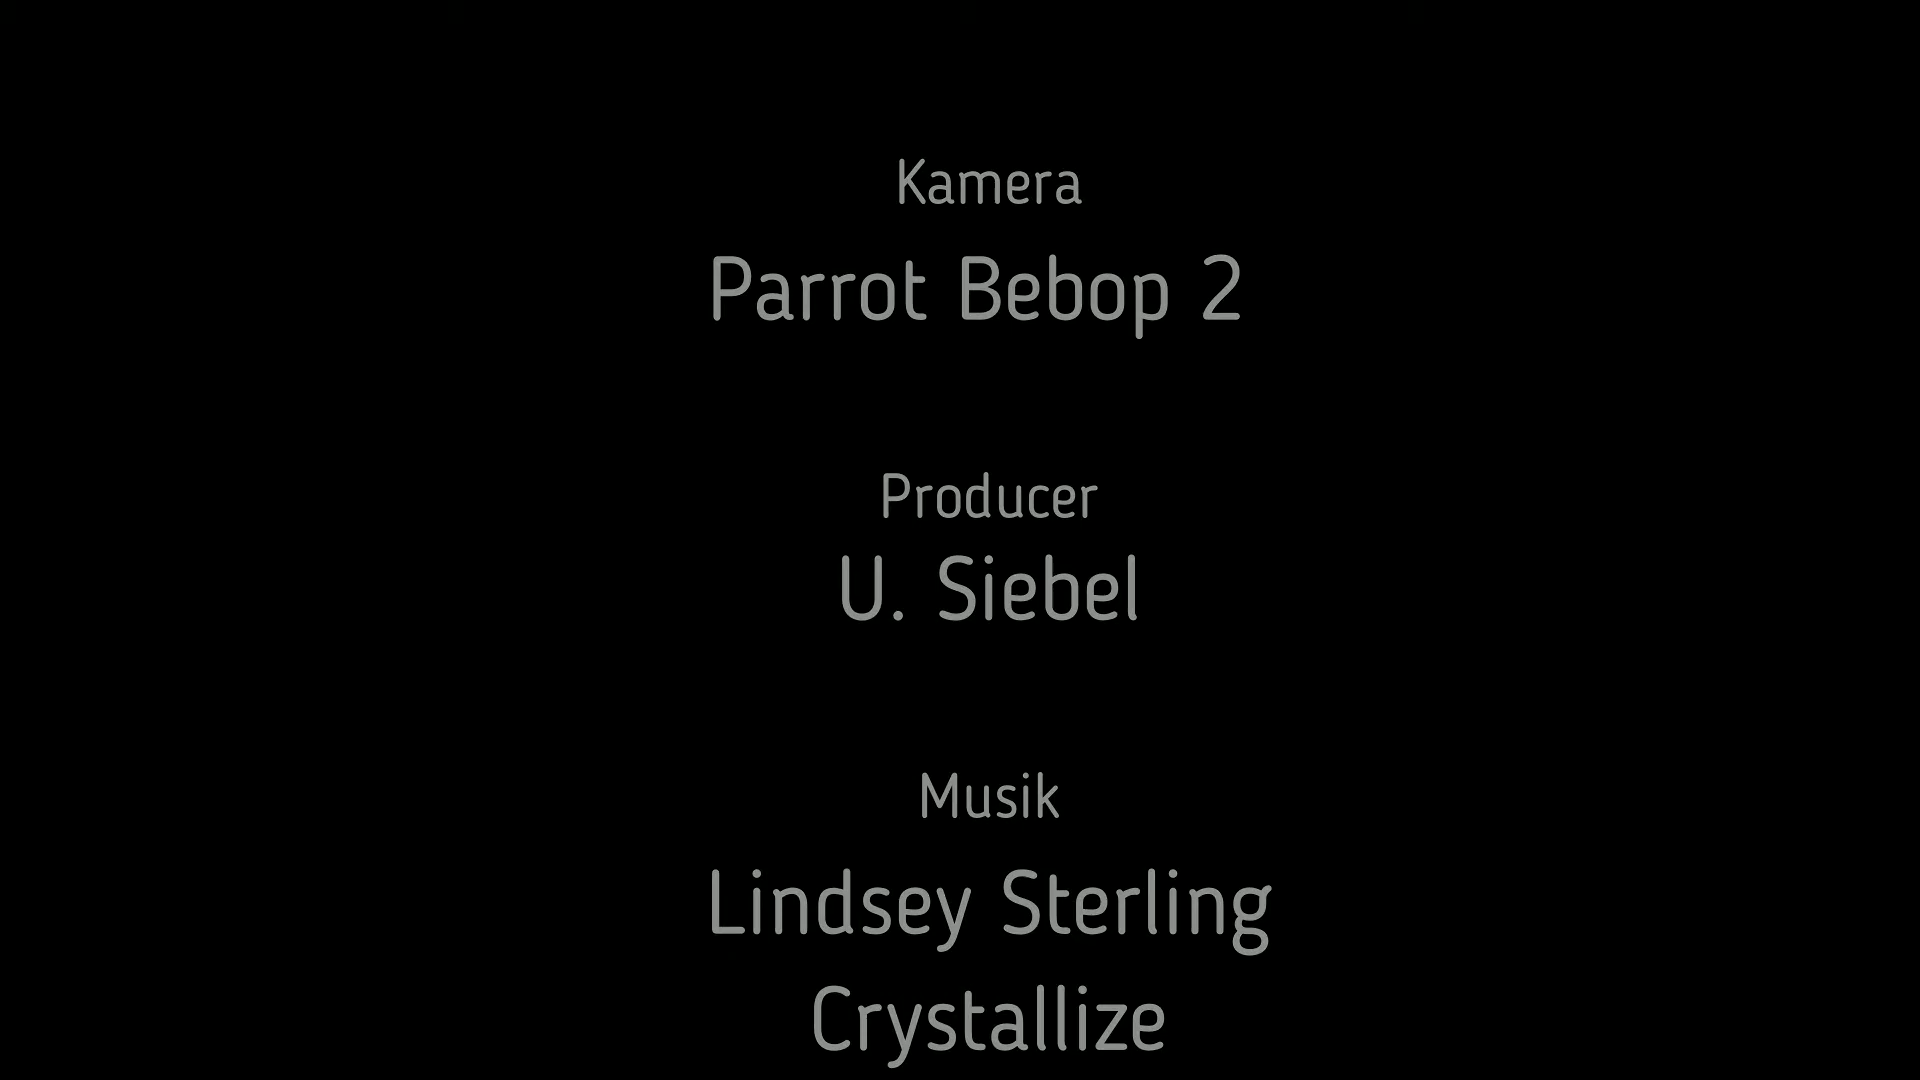 Kamera
Parrot Bebop 2
Producer
U. Siebel
Musik
Lindsey Sterling
Crystallize